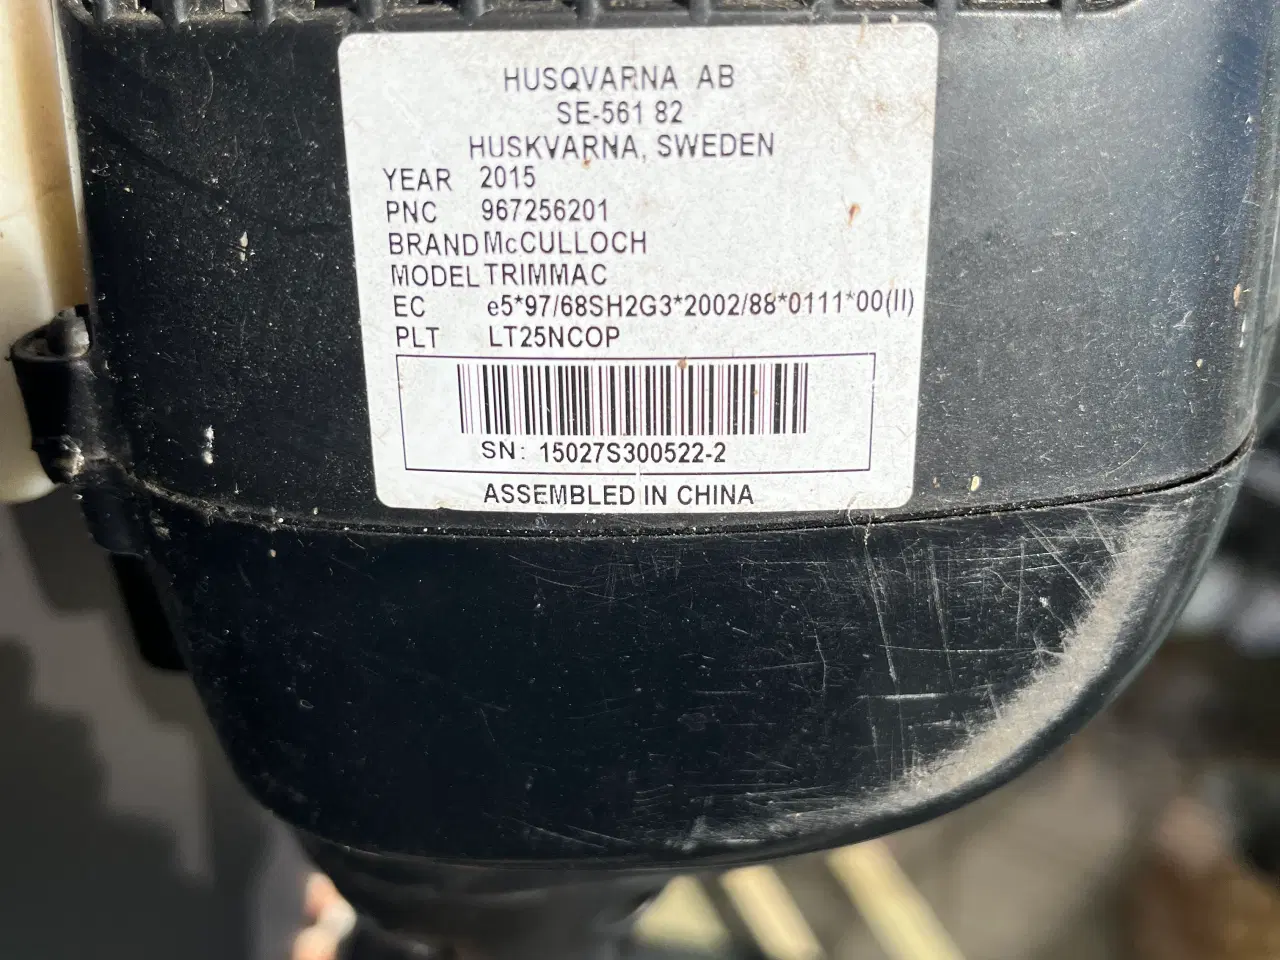 HUSQVARNA AB
SE-561 82
HUSKVARNA, SWEDEN
YEAR 2015
PNC 967256201
BRAND McCULLOCH
MODEL TRIMMAC
EC e5*97/68SH2G3*2002/88*0111*00(II)
PLT LT25NCOP
SN: 15027S300522-2
ASSEMBLED IN CHINA